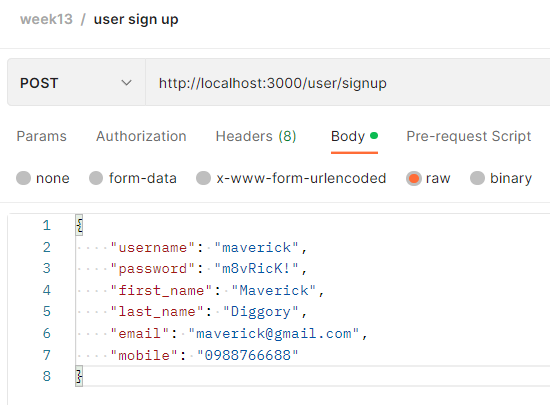 week13 / user sign up
POST http://localhost:3000/user/signup
Params Authorization Headers (8) Body Pre-request Script
none form-data x-www-form-urlencoded raw binary
1 {
2 "username": "maverick",
3 "password": "m8vRicK!",
4 "first_name": "Maverick",
5 "last_name": "Diggory",
6 "email": "maverick@gmail.com",
7 "mobile": "0988766688"
8 }